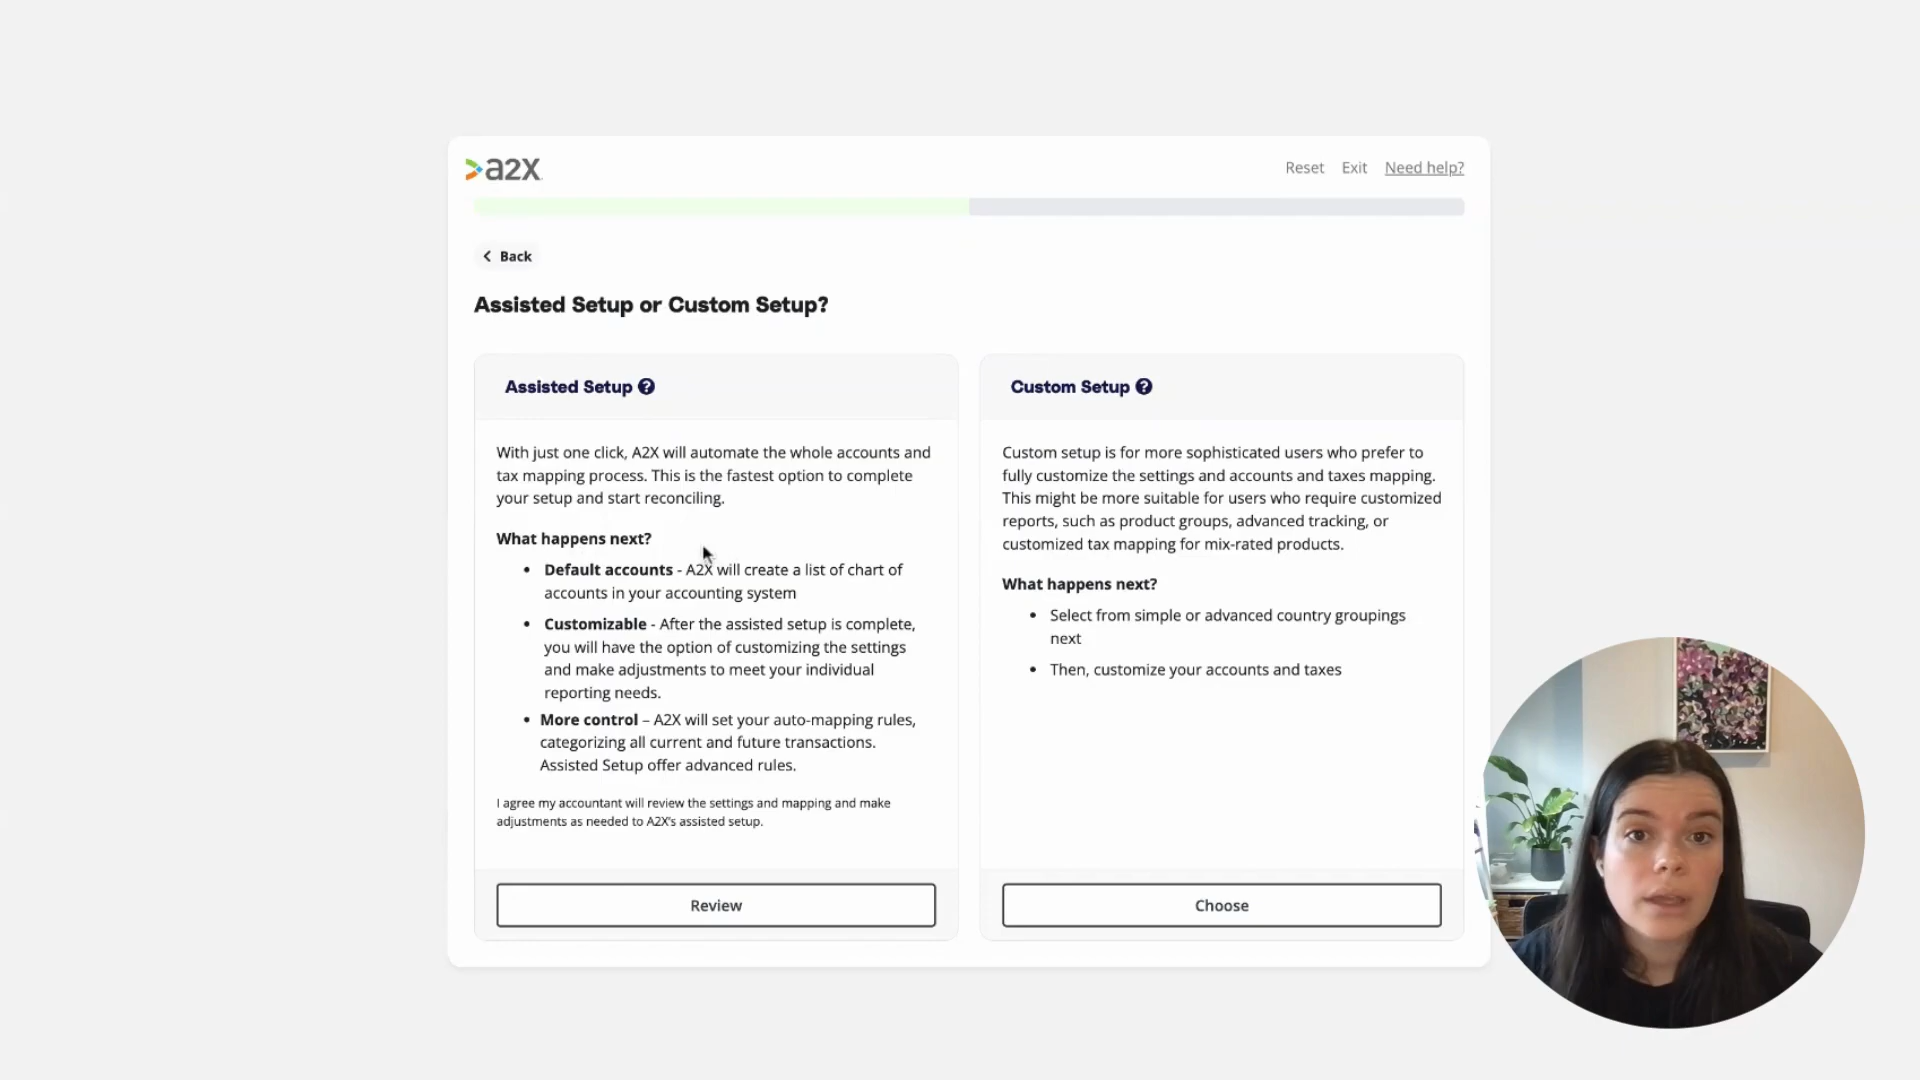 a2x
Reset Exit Need help?
Back
Assisted Setup or Custom Setup?
Assisted Setup ?
With just one click, A2X will automate the whole accounts and
tax mapping process. This is the fastest option to complete
your setup and start reconciling.
What happens next?
• Default accounts - A2X will create a list of chart of
accounts in your accounting system
• Customizable - After the assisted setup is complete,
you will have the option of customizing the settings
and make adjustments to meet your individual
reporting needs.
• More control – A2X will set your auto-mapping rules,
categorizing all current and future transactions.
Assisted Setup offer advanced rules.
I agree my accountant will review the settings and mapping and make
adjustments as needed to A2X's assisted setup.
Review
Custom Setup ?
Custom setup is for more sophisticated users who prefer to
fully customize the settings and accounts and taxes mapping.
This might be more suitable for users who require customized
reports, such as product groups, advanced tracking, or
customized tax mapping for mix-rated products.
What happens next?
• Select from simple or advanced country groupings
next
• Then, customize your accounts and taxes
Choose